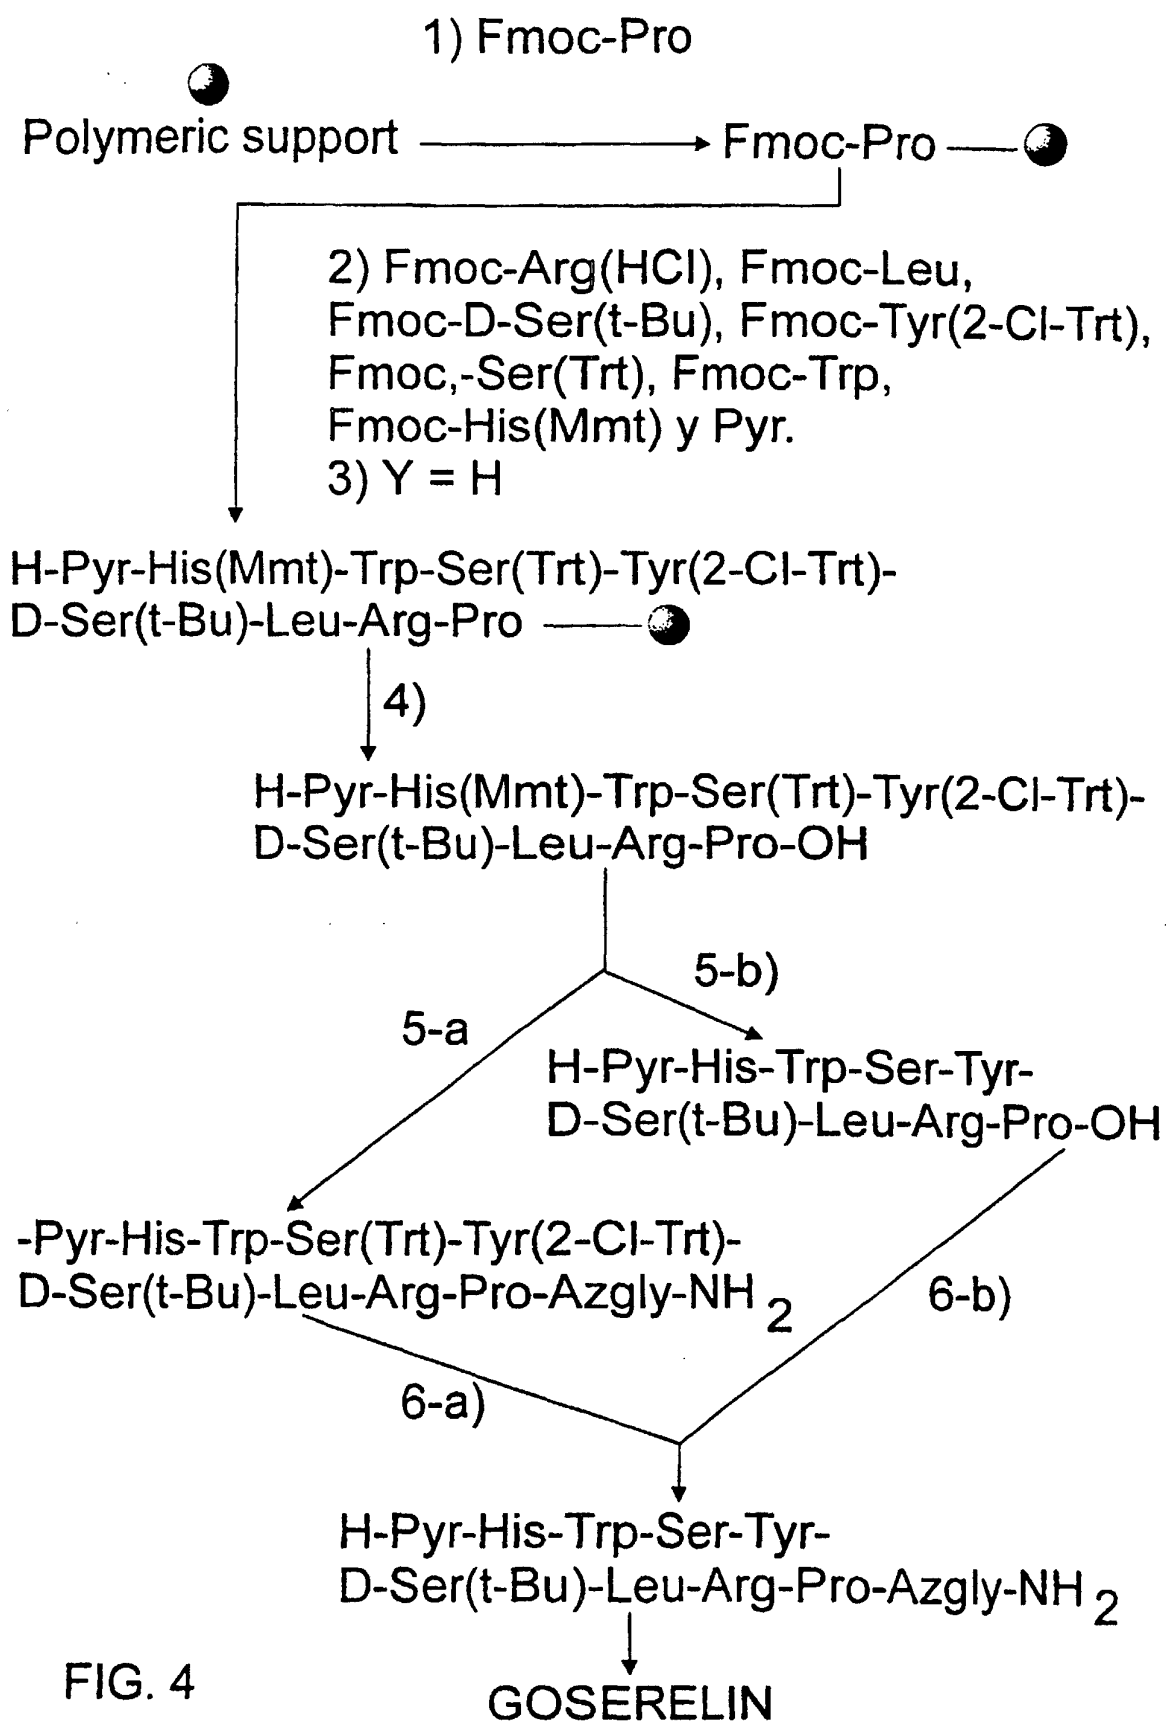 1) Fmoc-Pro
Polymeric support
Fmoc-Pro
2) Fmoc-Arg(HCl), Fmoc-Leu,
Fmoc-D-Ser(t-Bu), Fmoc-Tyr(2-Cl-Trt),
Fmoc,-Ser(Trt), Fmoc-Trp,
Fmoc-His(Mmt) y Pyr.
3) Y = H
H-Pyr-His(Mmt)-Trp-Ser(Trt)-Tyr(2-Cl-Trt)-
D-Ser(t-Bu)-Leu-Arg-Pro
4)
H-Pyr-His(Mmt)-Trp-Ser(Trt)-Tyr(2-Cl-Trt)-
D-Ser(t-Bu)-Leu-Arg-Pro-OH
5-b)
5-a
H-Pyr-His-Trp-Ser-Tyr-
D-Ser(t-Bu)-Leu-Arg-Pro-OH
-Pyr-His-Trp-Ser(Trt)-Tyr(2-Cl-Trt)-
D-Ser(t-Bu)-Leu-Arg-Pro-Azgly-NH 2
6-b)
6-a)
H-Pyr-His-Trp-Ser-Tyr-
D-Ser(t-Bu)-Leu-Arg-Pro-Azgly-NH 2
FIG. 4
GOSERELIN